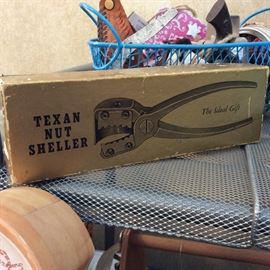 TEXAN
NUT
SHELLER
The Ideal Gift